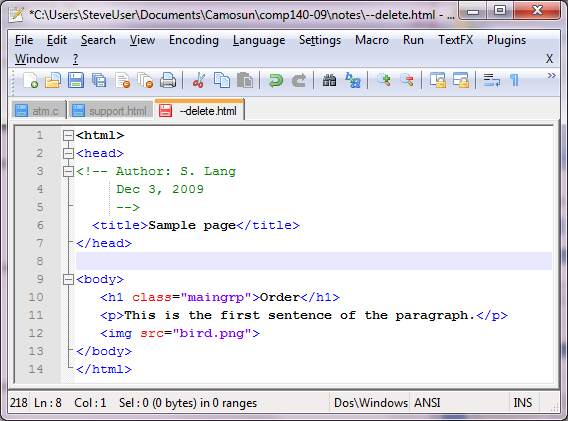 *C:\Users\SteveUser\Documents\Camosun\comp140-09\notes\--delete.html - ...
File Edit Search View Encoding Language Settings Macro Run TextFX Plugins
Window ? X
atm.c support.html --delete.html
1 <html>
2 <head>
3 <!-- Author: S. Lang
4 Dec 3, 2009
5 -->
6 <title>Sample page</title>
7 </head>
8
9 <body>
10 <h1 class="maingrp">Order</h1>
11 <p>This is the first sentence of the paragraph.</p>
12 <img src="bird.png">
13 </body>
14 </html>
218 Ln : 8 Col : 1 Sel : 0 (0 bytes) in 0 ranges Dos\Windows ANSI INS